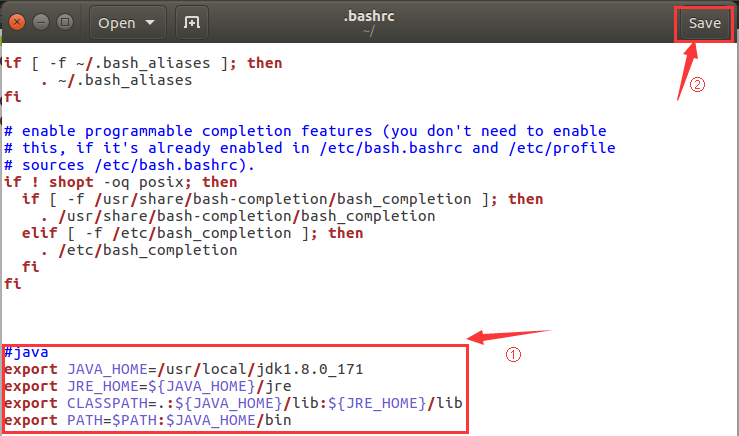 Open
.bashrc
~/
Save
②
if [ -f ~/.bash_aliases ]; then
    . ~/.bash_aliases
fi
# enable programmable completion features (you don't need to enable
# this, if it's already enabled in /etc/bash.bashrc and /etc/profile
# sources /etc/bash.bashrc).
if ! shopt -oq posix; then
  if [ -f /usr/share/bash-completion/bash_completion ]; then
    . /usr/share/bash-completion/bash_completion
  elif [ -f /etc/bash_completion ]; then
    . /etc/bash_completion
  fi
fi
①
#java
export JAVA_HOME=/usr/local/jdk1.8.0_171
export JRE_HOME=${JAVA_HOME}/jre
export CLASSPATH=.:${JAVA_HOME}/lib:${JRE_HOME}/lib
export PATH=$PATH:$JAVA_HOME/bin